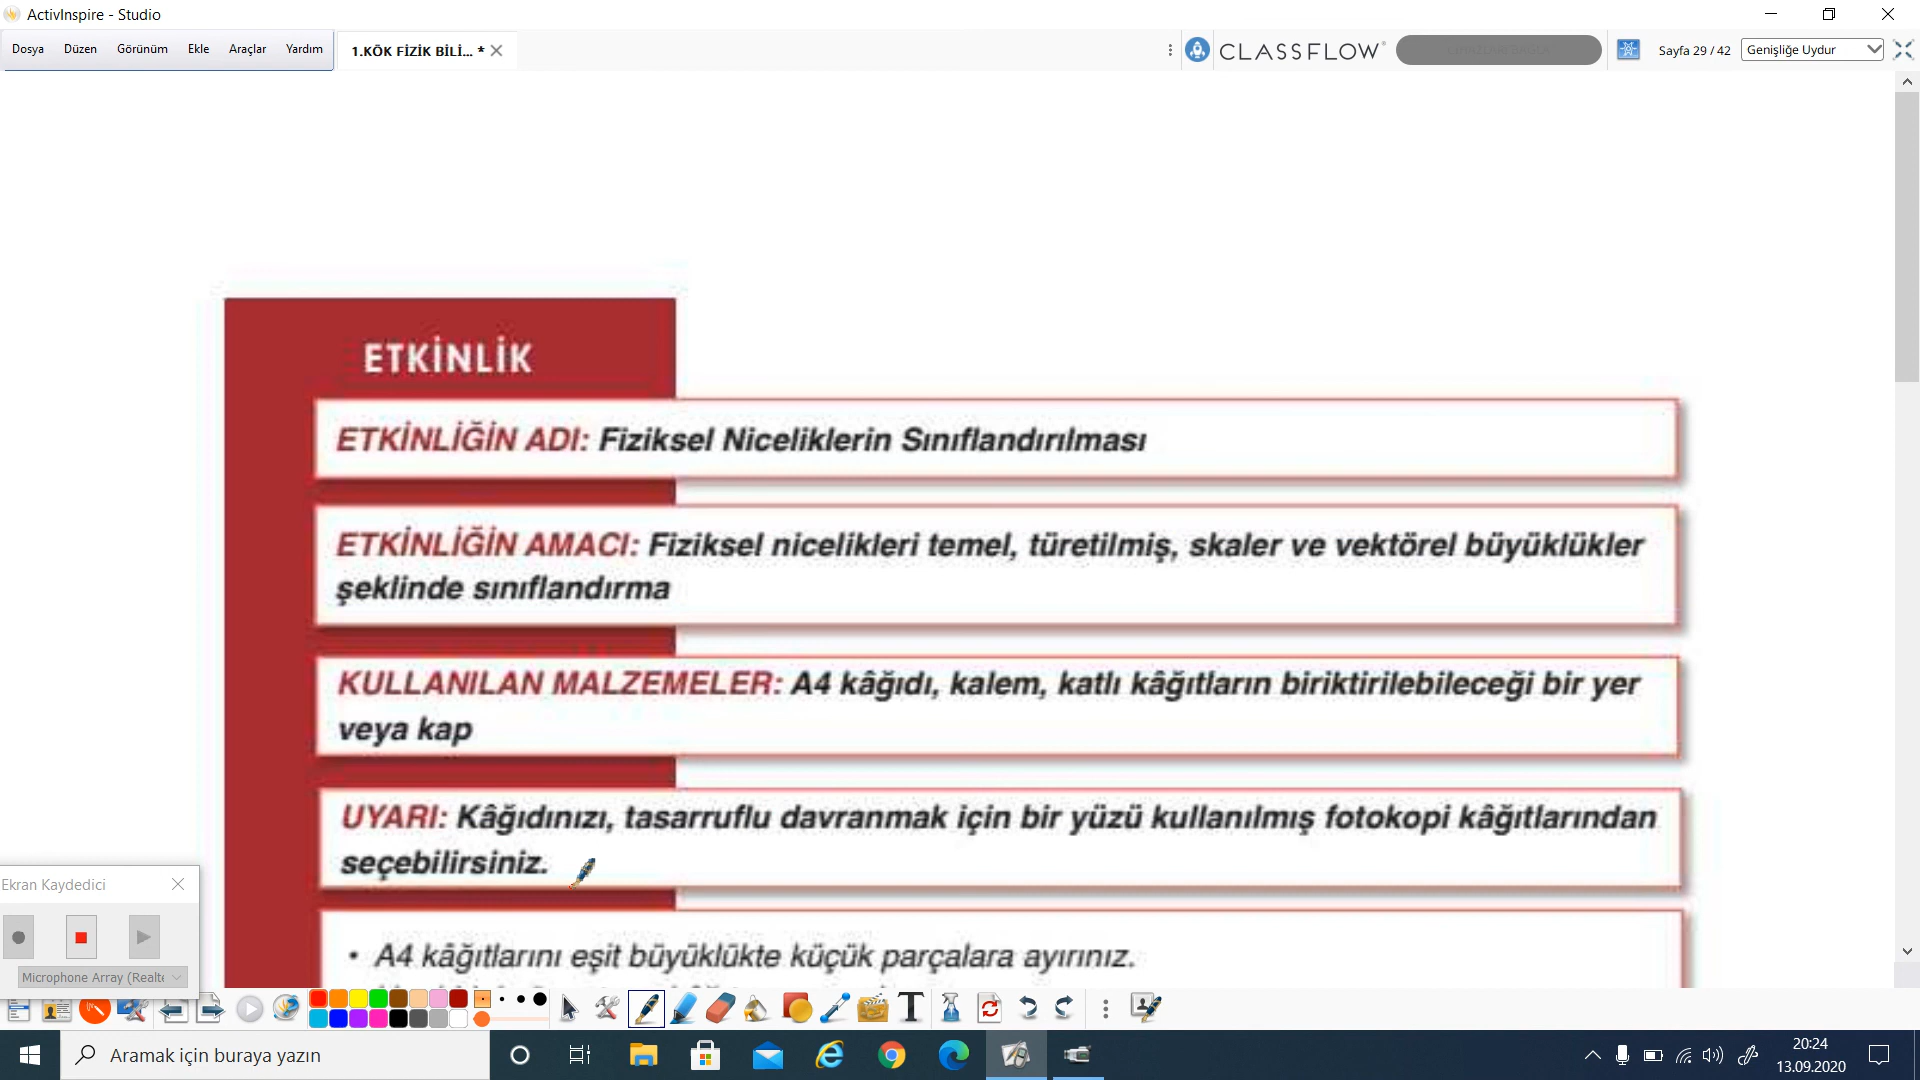 ActivInspire - Studio
Dosya Düzen Görünüm Ekle Araçlar Yardım 1.KÖK FİZİK BİLİ... * CLASSFLOW Sayfa 29 / 42 Genişliğe Uydur
ETKİNLİK
ETKİNLİĞİN ADI: Fiziksel Niceliklerin Sınıflandırılması
ETKİNLİĞİN AMACI: Fiziksel nicelikleri temel, türetilmiş, skaler ve vektörel büyüklükler
şeklinde sınıflandırma
KULLANILAN MALZEMELER: A4 kâğıdı, kalem, katlı kâğıtların biriktirilebileceği bir yer
veya kap
UYARI: Kâğıdınızı, tasarruflu davranmak için bir yüzü kullanılmış fotokopi kâğıtlarından
seçebilirsiniz.
• A4 kâğıtlarını eşit büyüklükte küçük parçalara ayırınız.
Ekran Kaydedici
Microphone Array (Realte
Aramak için buraya yazın
20:24
13.09.2020